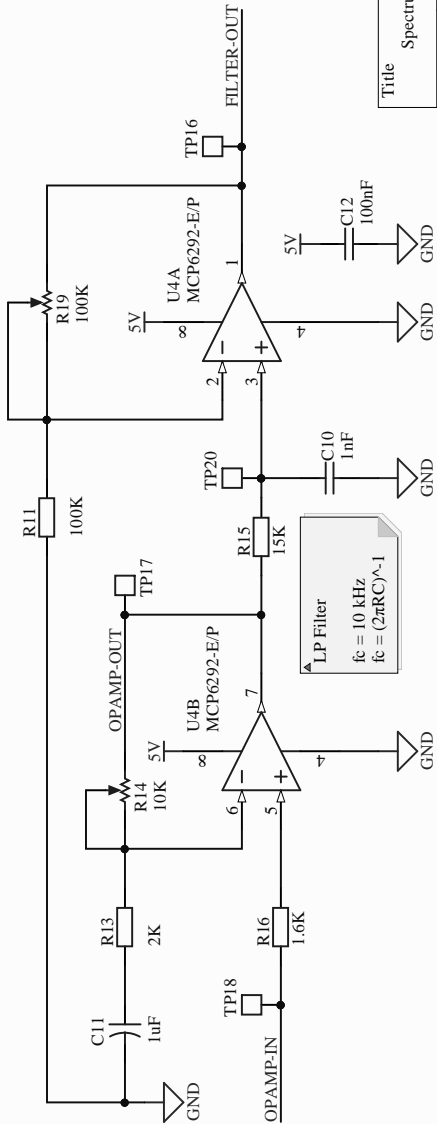 R19
100K
R11
100K
TP17
TP16
OPAMP-OUT
FILTER-OUT
R14
10K
R13
2K
C11
1uF
GND
5V
8
U4B
MCP6292-E/P
6
5
7
4
GND
R16
1.6K
TP18
OPAMP-IN
R15
15K
TP20
C10
1nF
GND
5V
8
U4A
MCP6292-E/P
2
3
1
4
GND
5V
C12
100nF
GND
LP Filter
fc = 10 kHz
fc = (2πRC)^-1
Title
Spectru